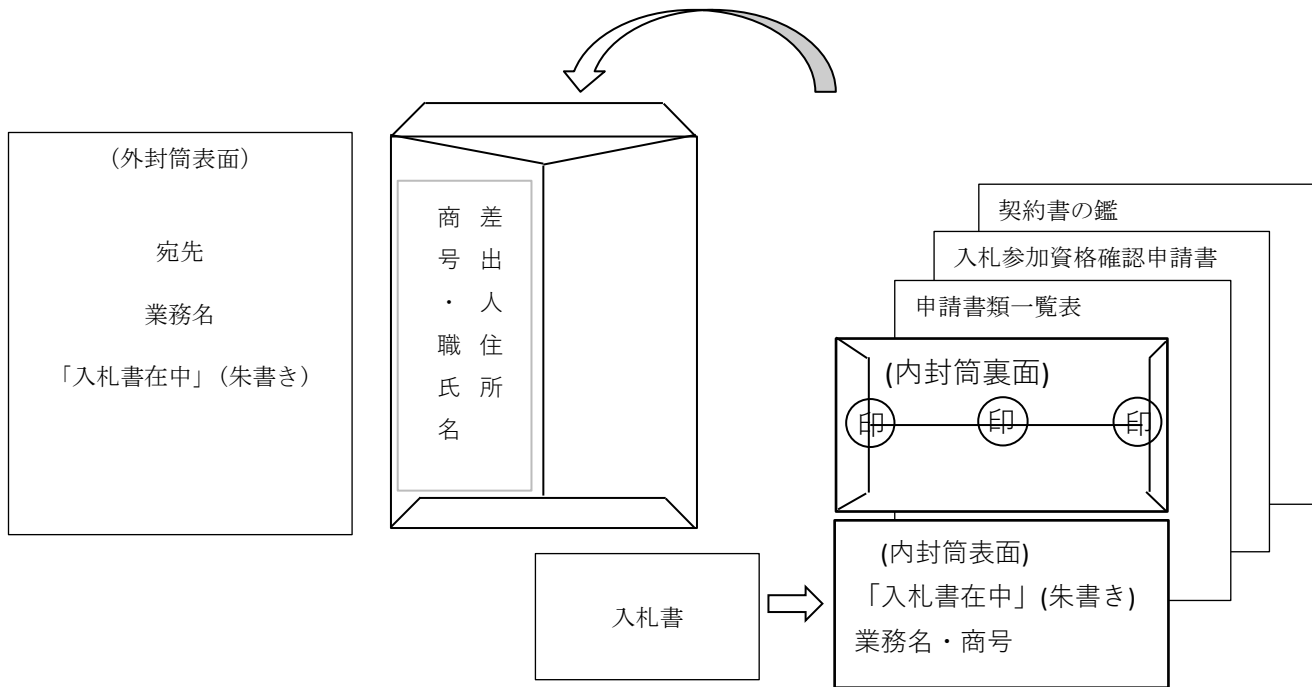 （外封筒表面）
宛先
業務名
「入札書在中」（朱書き）
差出人住所
商号・職氏名
契約書の鑑
入札参加資格確認申請書
申請書類一覧表
(内封筒裏面)
印
印
印
入札書
(内封筒表面)
「入札書在中」(朱書き)
業務名・商号